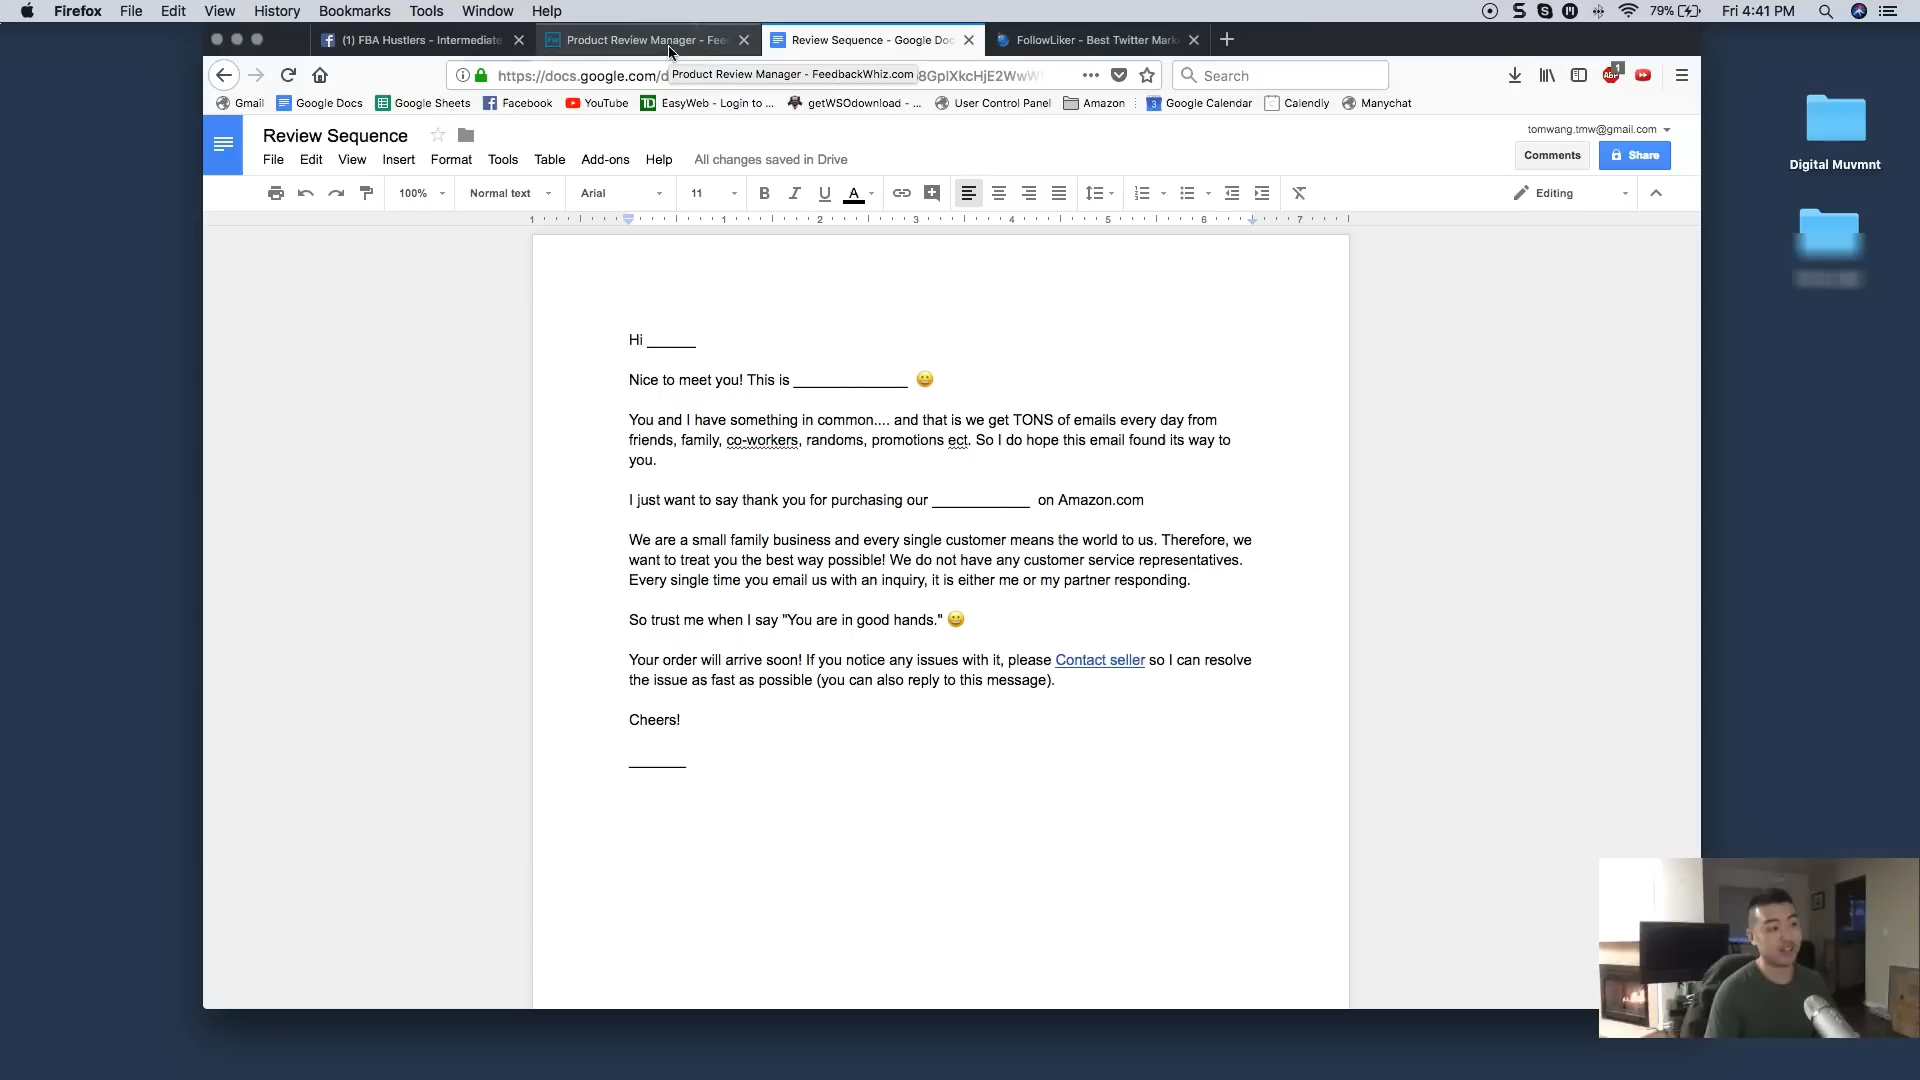 Firefox File Edit View History Bookmarks Tools Window Help 79% Fri 4:41 PM
(1) FBA Hustlers - Intermediate Product Review Manager - Fee Review Sequence - Google Doc FollowLiker - Best Twitter Mark
https://docs.google.com/d 8GplXkcHjE2WwW Search
Product Review Manager - FeedbackWhiz.com
ABP 1
Gmail Google Docs Google Sheets Facebook YouTube EasyWeb - Login to ... getWSOdownload - ... User Control Panel Amazon Google Calendar Calendly Manychat
Review Sequence
tomwang.tmw@gmail.com
File Edit View Insert Format Tools Table Add-ons Help All changes saved in Drive
Comments Share
100% Normal text Arial 11 B I U A Editing
1 1 2 3 4 5 6 7
Hi ______
Nice to meet you! This is ______________ 😀
You and I have something in common.... and that is we get TONS of emails every day from
friends, family, co-workers, randoms, promotions ect. So I do hope this email found its way to
you.
I just want to say thank you for purchasing our ____________ on Amazon.com
We are a small family business and every single customer means the world to us. Therefore, we
want to treat you the best way possible! We do not have any customer service representatives.
Every single time you email us with an inquiry, it is either me or my partner responding.
So trust me when I say "You are in good hands." 😀
Your order will arrive soon! If you notice any issues with it, please Contact seller so I can resolve
the issue as fast as possible (you can also reply to this message).
Cheers!
_______
Digital Muvmnt